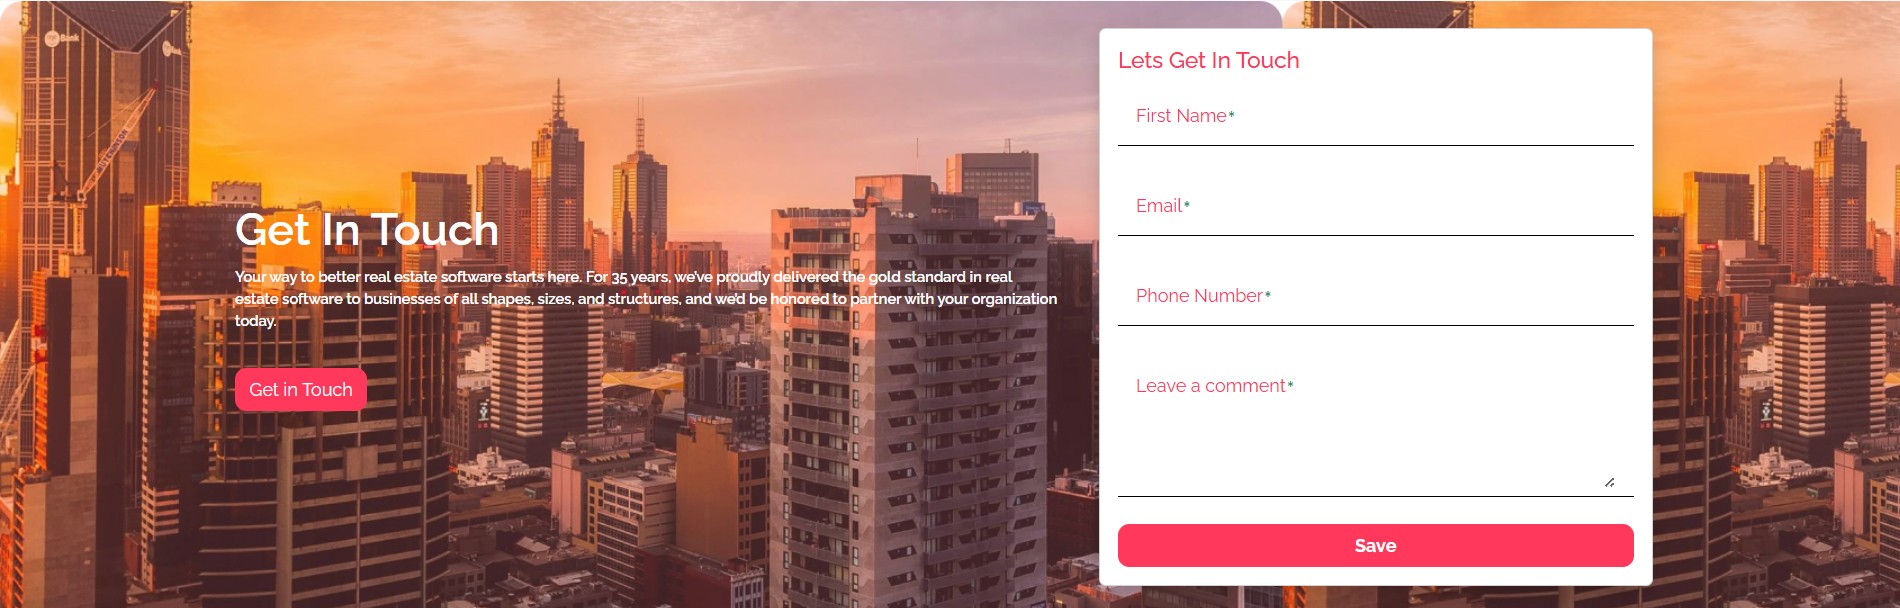 Bank
Get In Touch
Your way to better real estate software starts here. For 35 years, we've proudly delivered the gold standard in real
estate software to businesses of all shapes, sizes, and structures, and we'd be honored to partner with your organization
today.
Get in Touch
Lets Get In Touch
First Name*
Email*
Phone Number*
Leave a comment*
Save